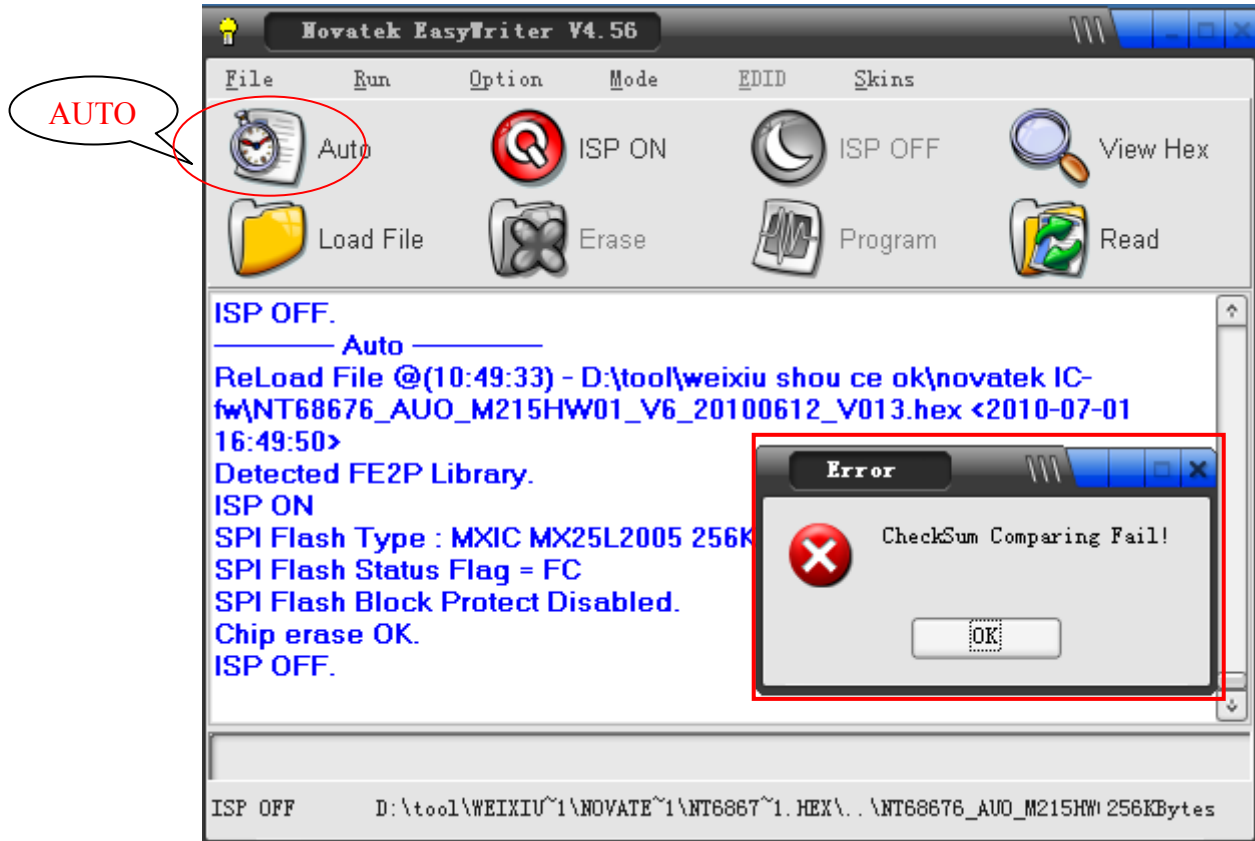 Novatek EasyWriter V4.56
File Run Option Mode EDID Skins
AUTO
Auto ISP ON ISP OFF View Hex
Load File Erase Program Read
ISP OFF.
Auto
ReLoad File @(10:49:33) - D:\tool\weixiu shou ce ok\novatek IC-
fw\NT68676_AUO_M215HW01_V6_20100612_V013.hex <2010-07-01
16:49:50>
Detected FE2P Library.
ISP ON
SPI Flash Type : MXIC MX25L2005 256K
SPI Flash Status Flag = FC
SPI Flash Block Protect Disabled.
Chip erase OK.
ISP OFF.
Error
CheckSum Comparing Fail!
OK
ISP OFF D:\tool\WEIXIU~1\NOVATE~1\NT6867~1.HEX\..\NT68676_AUO_M215HW 256KBytes